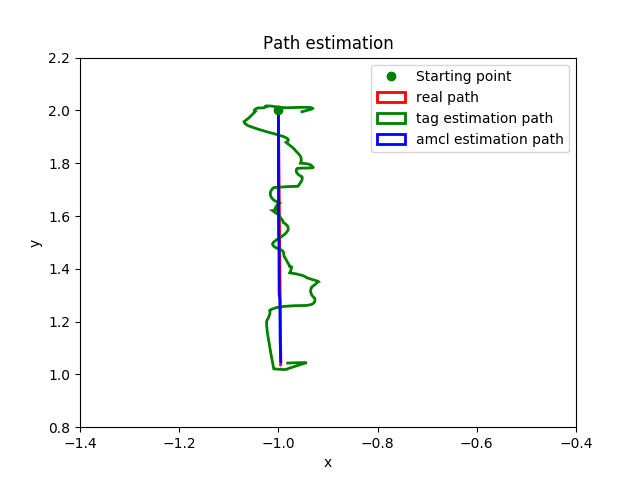 Path estimation
2.2
2.0
1.8
1.6
1.4
1.2
1.0
0.8
y
Starting point
real path
tag estimation path
amcl estimation path
−1.4 −1.2 −1.0 −0.8 −0.6 −0.4
x